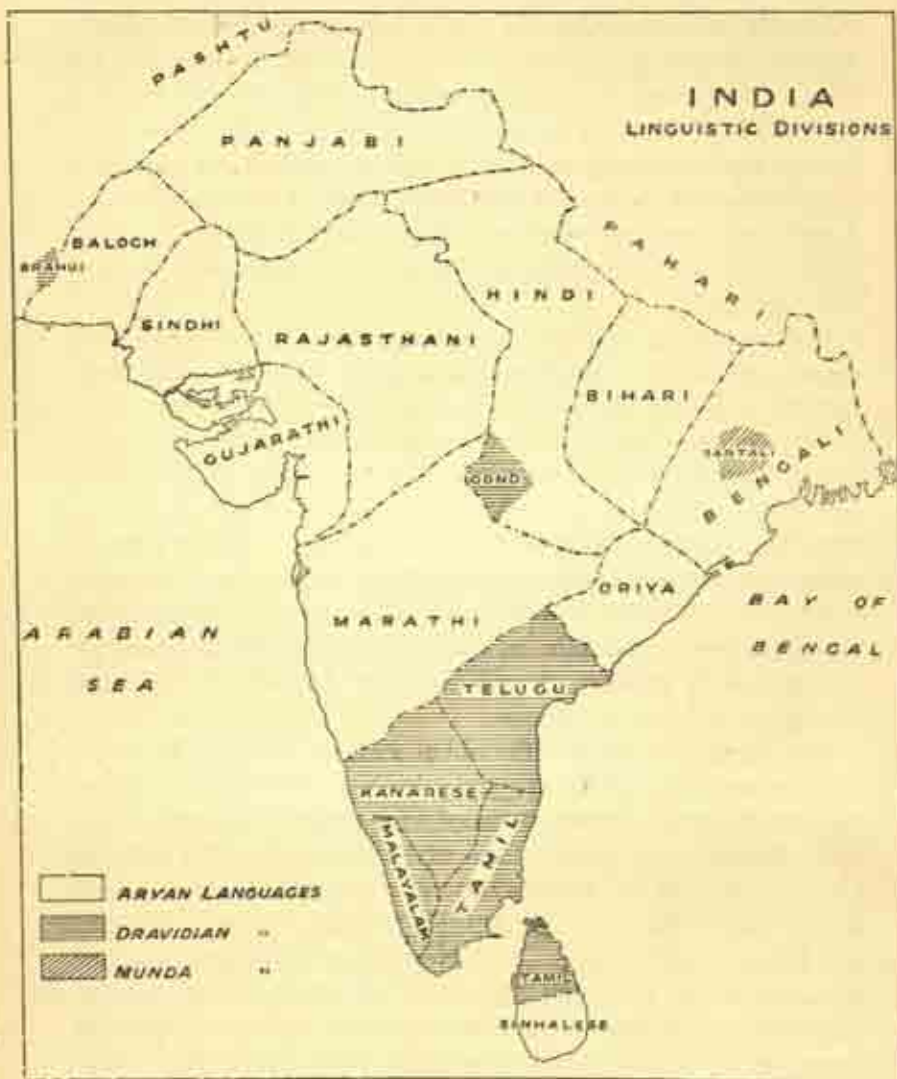 INDIA
LINGUISTIC DIVISIONS
PASHTU
PANJABI
PAHARI
BALOCH
BRAHUI
SINDHI
HINDI
RAJASTHANI
BIHARI
GUJARATHI
GOND
SANTALI
BENGALI
ORIYA
MARATHI
ARABIAN
SEA
BAY OF
BENGAL
TELUGU
KANARESE
MALAYALAM
TAMIL
ARYAN LANGUAGES
DRAVIDIAN "
MUNDA "
TAMIL
SINHALESE